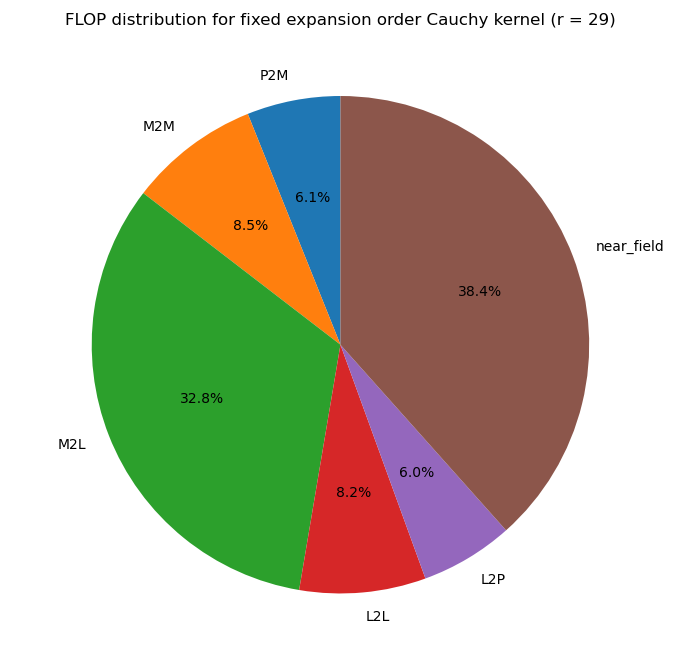 FLOP distribution for fixed expansion order Cauchy kernel (r = 29)
P2M
M2M
6.1%
8.5%
near_field
38.4%
32.8%
M2L
6.0%
8.2%
L2P
L2L